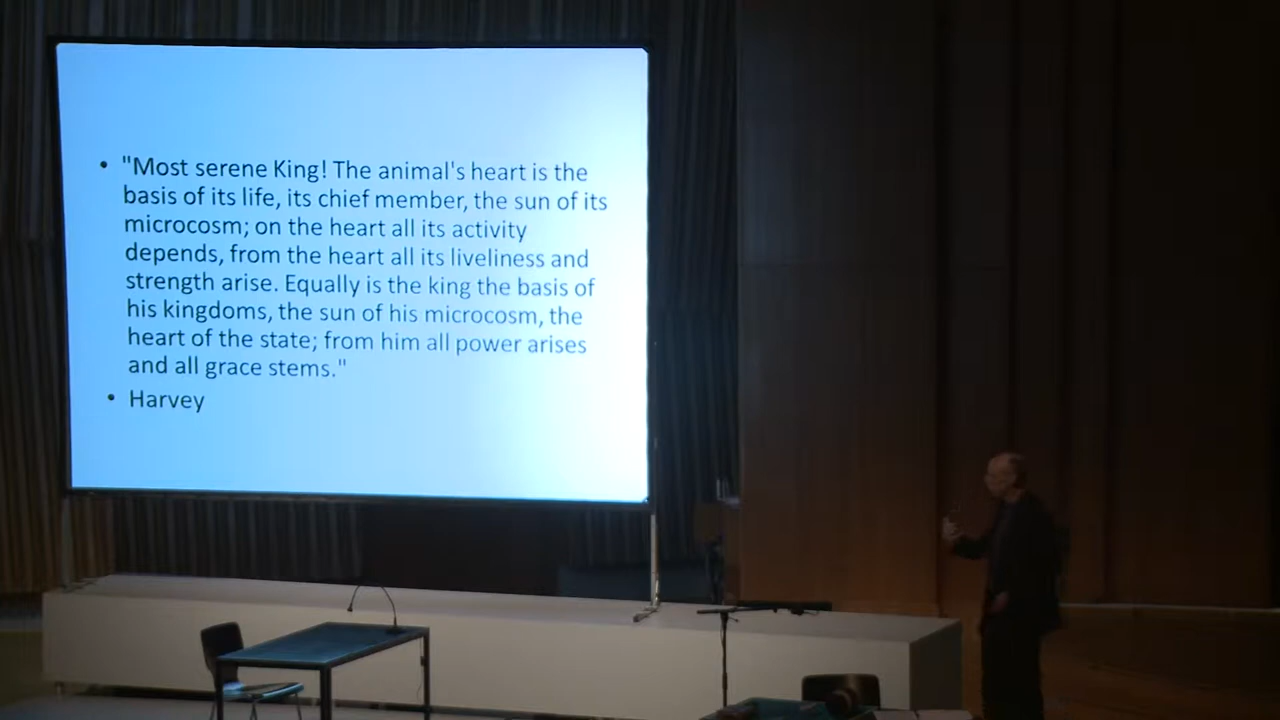 • "Most serene King! The animal's heart is the
basis of its life, its chief member, the sun of its
microcosm; on the heart all its activity
depends, from the heart all its liveliness and
strength arise. Equally is the king the basis of
his kingdoms, the sun of his microcosm, the
heart of the state; from him all power arises
and all grace stems."
• Harvey